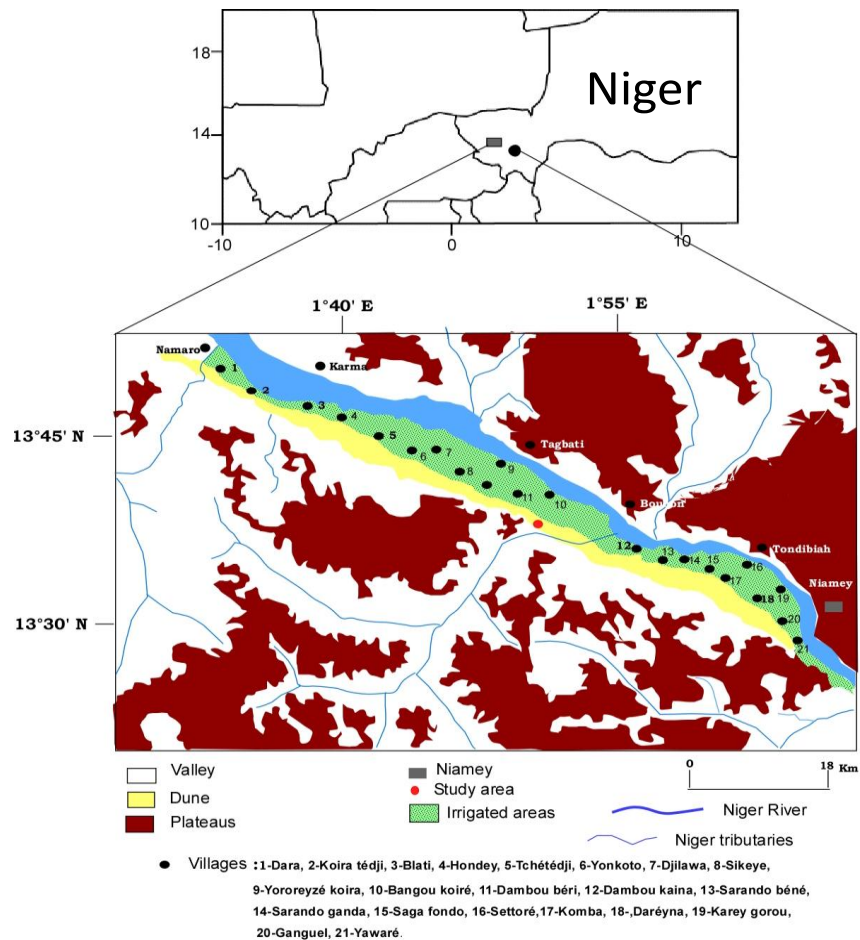 18
Niger
14
10
-10
0
10
1°40' E
1°55' E
Namaro
Karma
1
2
3
4
13°45' N
5
Tagbati
6
7
9
8
11
10
Boubon
12
13
14
15
16
Tondibiah
17
Niamey
18
19
13°30' N
20
21
Valley
Niamey
0
18 Km
Dune
Study area
Plateaus
Irrigated areas
Niger River
Niger tributaries
Villages :1-Dara, 2-Koira tédji, 3-Blati, 4-Hondey, 5-Tchétédji, 6-Yonkoto, 7-Djilawa, 8-Sikeye,
9-Yororeyzé koira, 10-Bangou koiré, 11-Dambou béri, 12-Dambou kaina, 13-Sarando béné,
14-Sarando ganda, 15-Saga fondo, 16-Settoré,17-Komba, 18-,Daréyna, 19-Karey gorou,
20-Ganguel, 21-Yawaré.